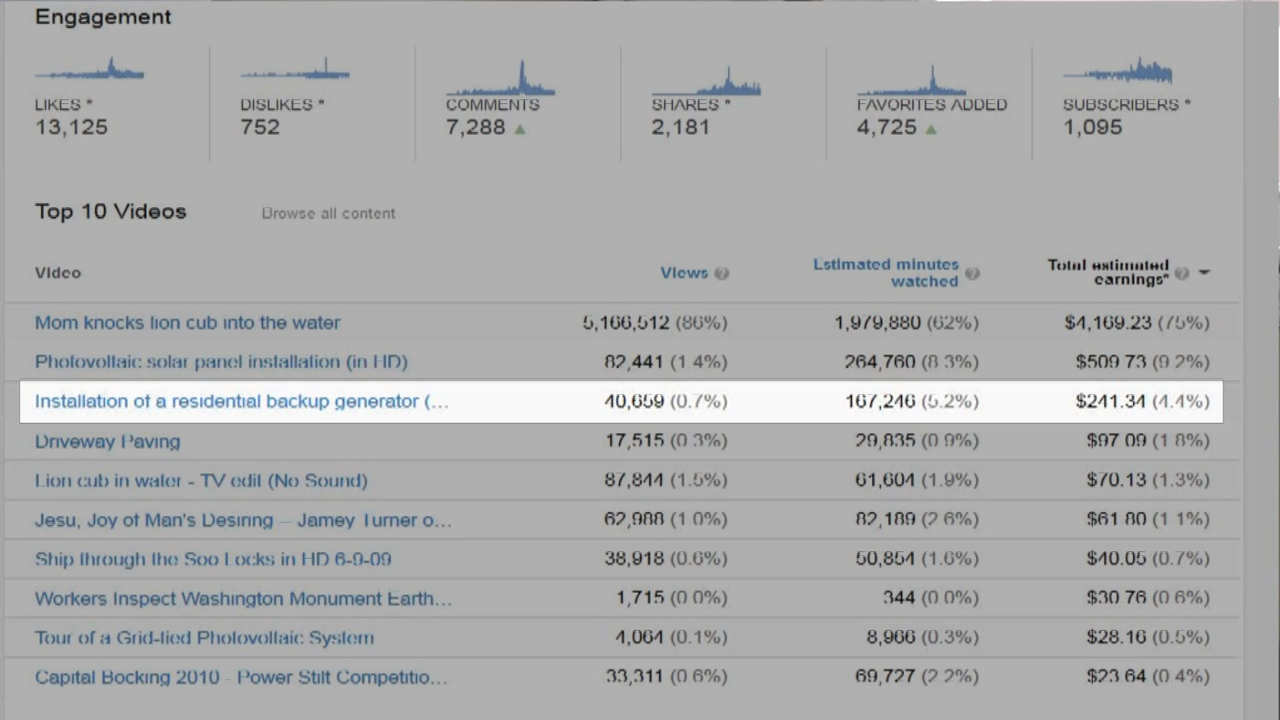 Engagement
LIKES * DISLIKES * COMMENTS SHARES * FAVORITES ADDED SUBSCRIBERS *
13,125 752 7,288 2,181 4,725 1,095
Top 10 Videos Browse all content
Video Views Estimated minutes watched Total estimated earnings*
Mom knocks lion cub into the water 5,166,512 (86%) 1,979,880 (62%) $4,169.23 (75%)
Photovoltaic solar panel installation (in HD) 82,441 (1.4%) 264,760 (8.3%) $509.73 (9.2%)
Installation of a residential backup generator (... 40,659 (0.7%) 167,246 (5.2%) $241.34 (4.4%)
Driveway Paving 17,515 (0.3%) 29,835 (0.9%) $97.09 (1.8%)
Lion cub in water - TV edit (No Sound) 87,844 (1.5%) 61,604 (1.9%) $70.13 (1.3%)
Jesu, Joy of Man's Desiring – Jamey Turner o... 62,988 (1.0%) 82,189 (2.6%) $61.80 (1.1%)
Ship through the Soo Locks in HD 6-9-09 38,918 (0.6%) 50,854 (1.6%) $40.05 (0.7%)
Workers Inspect Washington Monument Earth... 1,715 (0.0%) 344 (0.0%) $30.76 (0.6%)
Tour of a Grid-tied Photovoltaic System 4,064 (0.1%) 8,966 (0.3%) $28.16 (0.5%)
Capital Bocking 2010 - Power Stilt Competitio... 33,311 (0.6%) 69,727 (2.2%) $23.64 (0.4%)